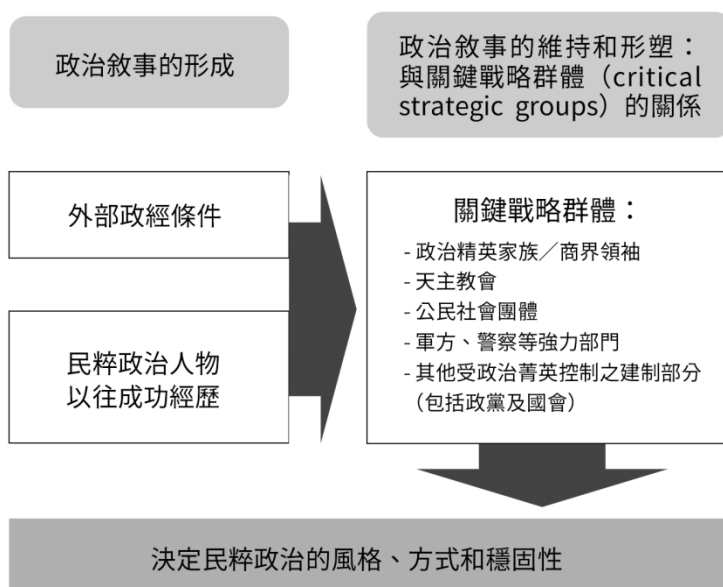 政治敘事的形成
政治敘事的維持和形塑：
與關鍵戰略群體（critical
strategic groups）的關係
外部政經條件
民粹政治人物
以往成功經歷
關鍵戰略群體：
- 政治精英家族／商界領袖
- 天主教會
- 公民社會團體
- 軍方、警察等強力部門
- 其他受政治菁英控制之建制部分
（包括政黨及國會）
決定民粹政治的風格、方式和穩固性